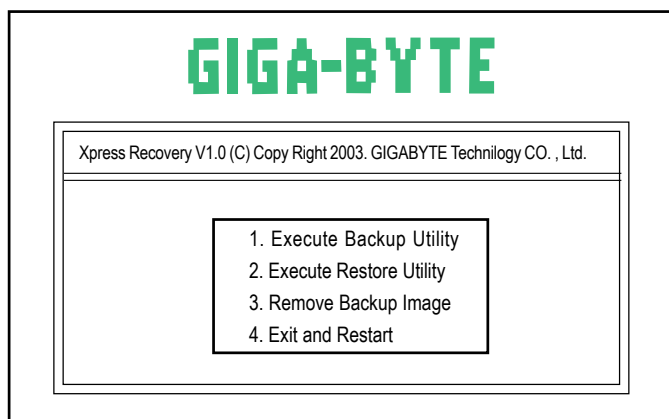 GIGA-BYTE
Xpress Recovery V1.0 (C) Copy Right 2003. GIGABYTE Technilogy CO. , Ltd.
1. Execute Backup Utility
2. Execute Restore Utility
3. Remove Backup Image
4. Exit and Restart